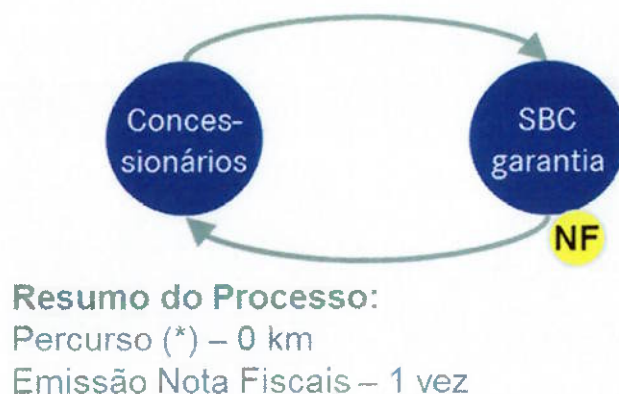 Conces-
sionários
SBC
garantia
NF
Resumo do Processo:
Percurso (*) – 0 km
Emissão Nota Fiscais – 1 vez